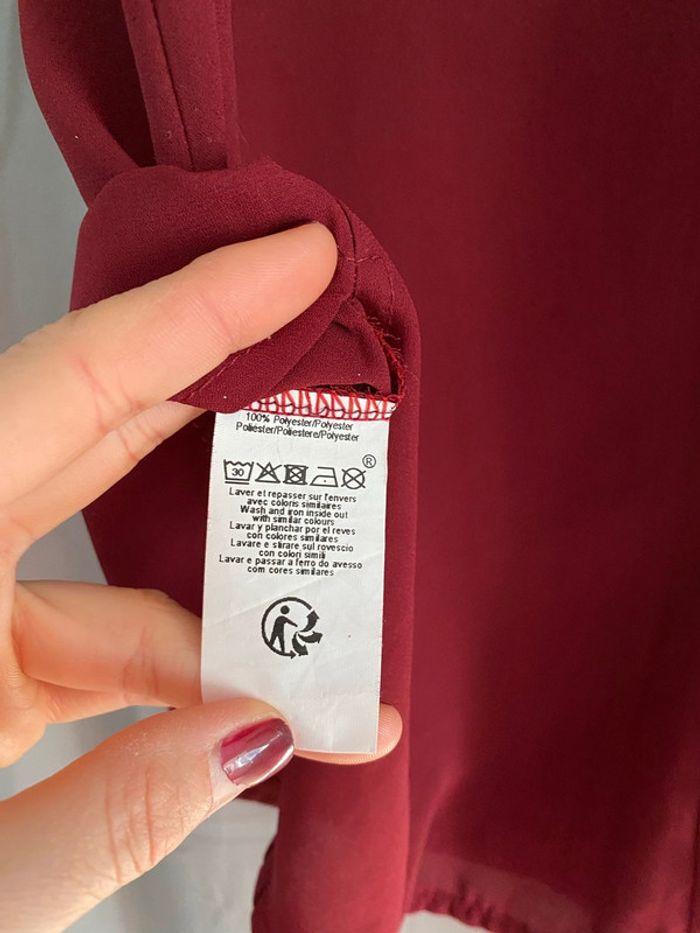 100% Polyester/Polyester
Poliéster/Poliestere/Polyester
30
®
Laver et repasser sur l'envers
avec coloris similaires
Wash and iron inside out
with similar colours
Lavar y planchar por el reves
con colores similares
Lavare e stirare sul rovescio
con colori simili
Lavar e passar a ferro do avesso
com cores similares